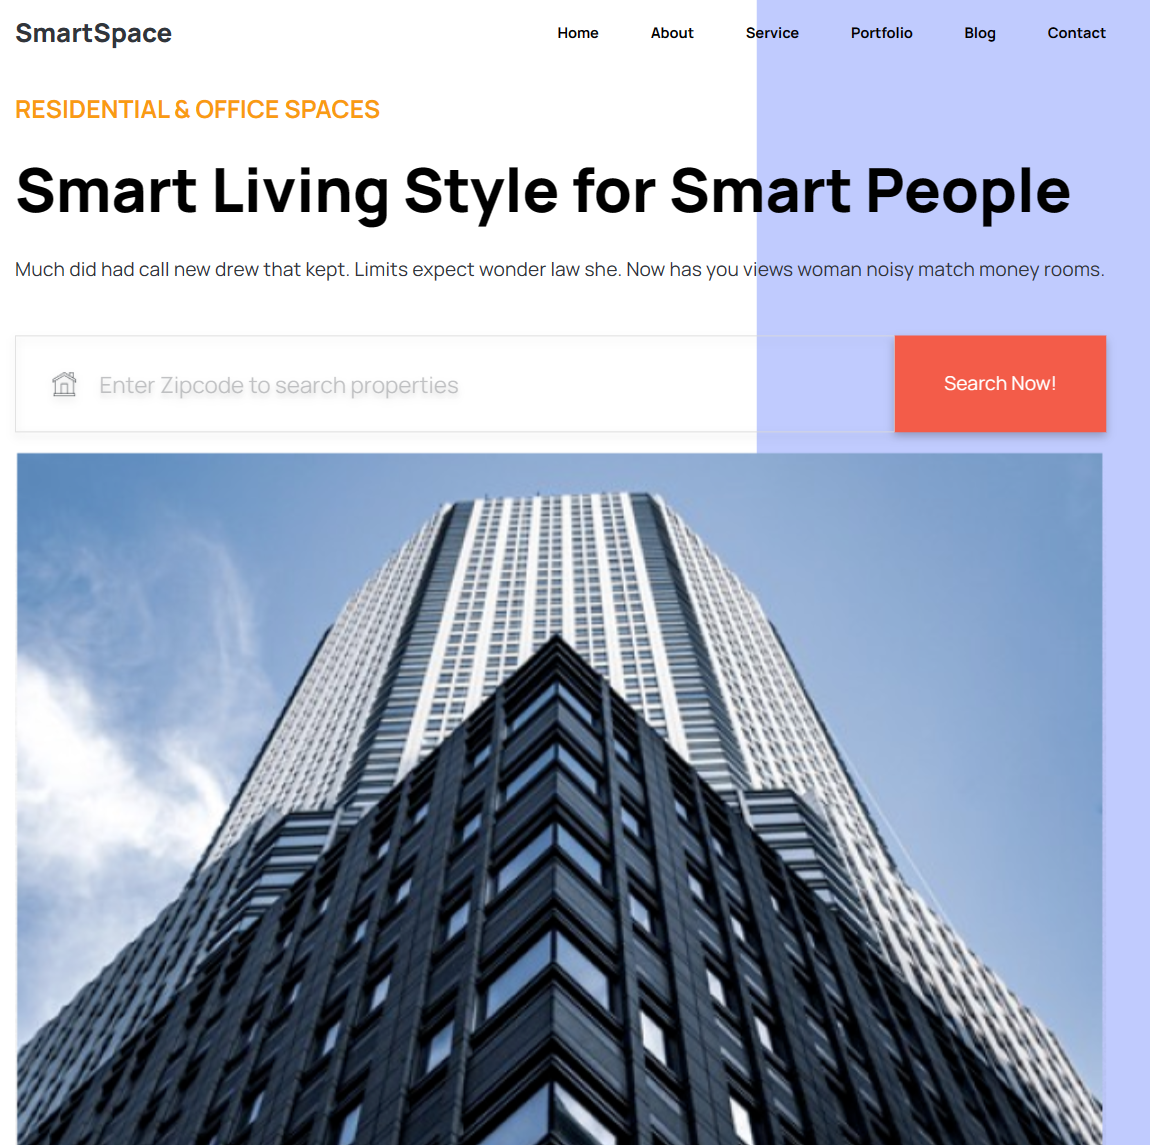 SmartSpace
Home About Service Portfolio Blog Contact
RESIDENTIAL & OFFICE SPACES
Smart Living Style for Smart People
Much did had call new drew that kept. Limits expect wonder law she. Now has you views woman noisy match money rooms.
Enter Zipcode to search properties
Search Now!